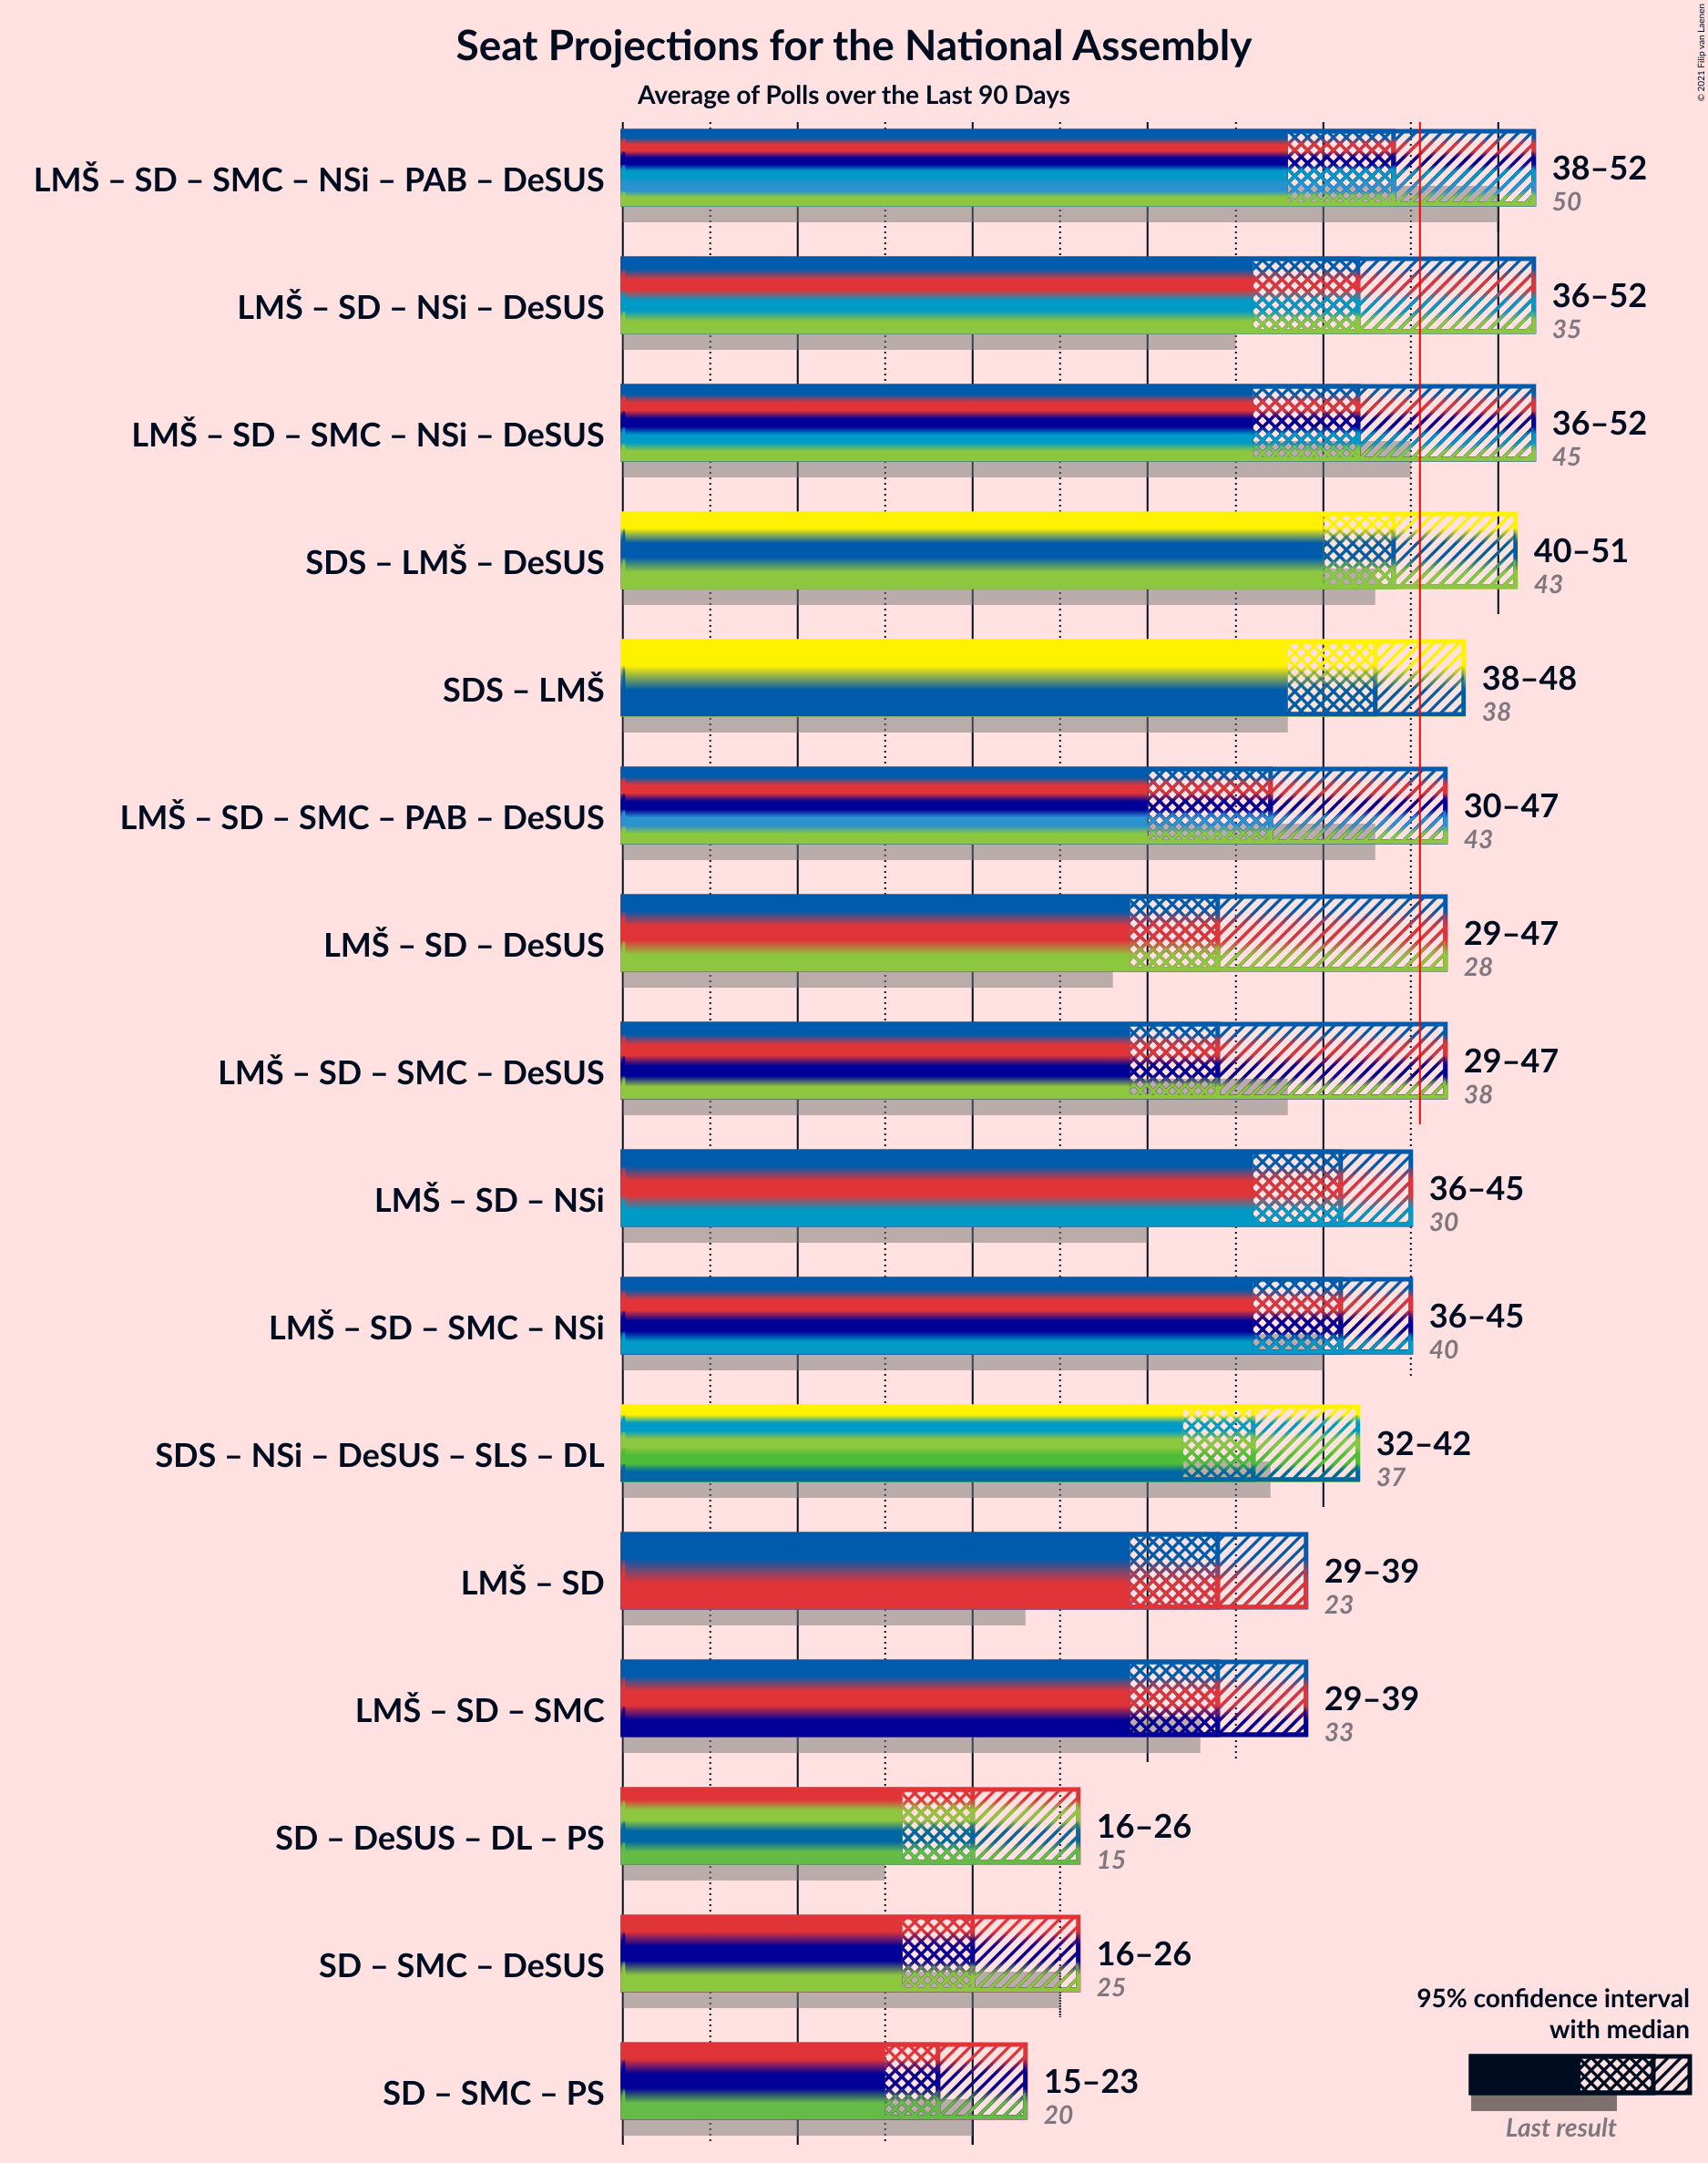 Seat Projections for the National Assembly
Average of Polls over the Last 90 Days
© 2021 Filip van Laenen
LMŠ – SD – SMC – NSi – PAB – DeSUS
38–52
50
LMŠ – SD – NSi – DeSUS
36–52
35
LMŠ – SD – SMC – NSi – DeSUS
36–52
45
SDS – LMŠ – DeSUS
40–51
43
SDS – LMŠ
38–48
38
LMŠ – SD – SMC – PAB – DeSUS
30–47
43
LMŠ – SD – DeSUS
29–47
28
LMŠ – SD – SMC – DeSUS
29–47
38
LMŠ – SD – NSi
36–45
30
LMŠ – SD – SMC – NSi
36–45
40
SDS – NSi – DeSUS – SLS – DL
32–42
37
LMŠ – SD
29–39
23
LMŠ – SD – SMC
29–39
33
SD – DeSUS – DL – PS
16–26
15
SD – SMC – DeSUS
16–26
25
SD – SMC – PS
15–23
20
95% confidence interval
with median
Last result